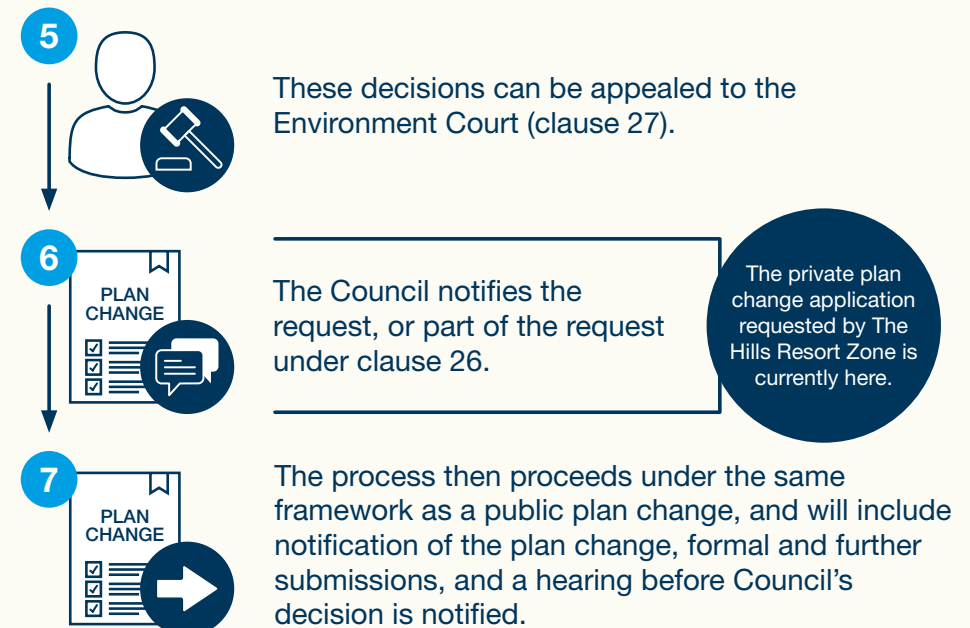 5
These decisions can be appealed to the
Environment Court (clause 27).
6
PLAN
CHANGE
The Council notifies the
request, or part of the request
under clause 26.
The private plan
change application
requested by The
Hills Resort Zone is
currently here.
7
PLAN
CHANGE
The process then proceeds under the same
framework as a public plan change, and will include
notification of the plan change, formal and further
submissions, and a hearing before Council’s
decision is notified.